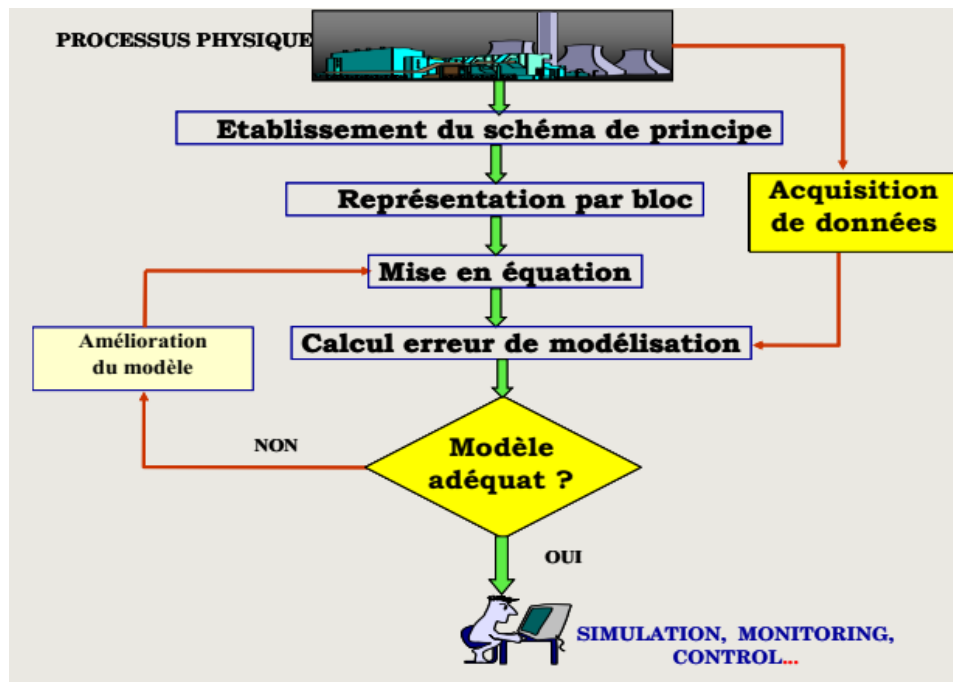 PROCESSUS PHYSIQUE
Etablissement du schéma de principe
Représentation par bloc
Acquisition
de données
Mise en équation
Calcul erreur de modélisation
Amélioration
du modèle
NON
Modèle
adéquat ?
OUI
SIMULATION, MONITORING,
CONTROL...